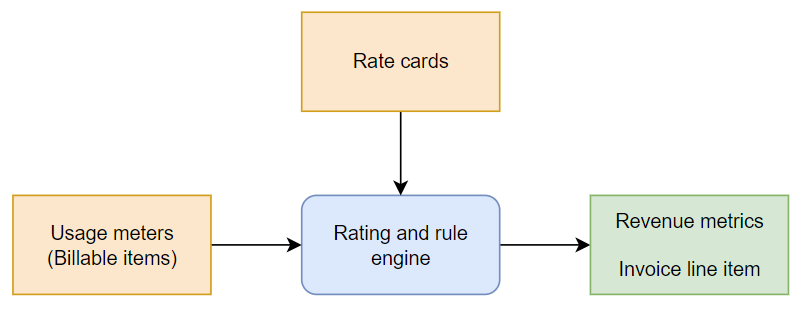 Rate cards
Usage meters
(Billable items)
Rating and rule
engine
Revenue metrics
Invoice line item